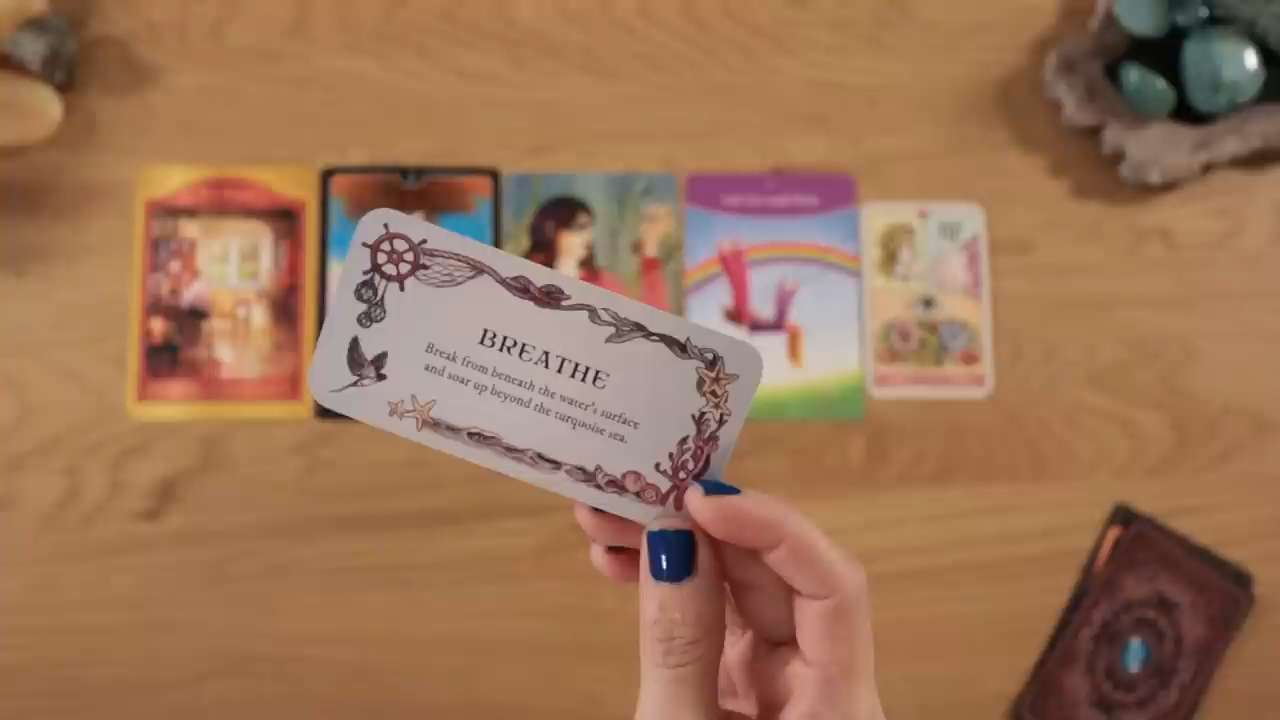 BREATHE
Break from beneath the water's surface
and soar up beyond the turquoise sea.